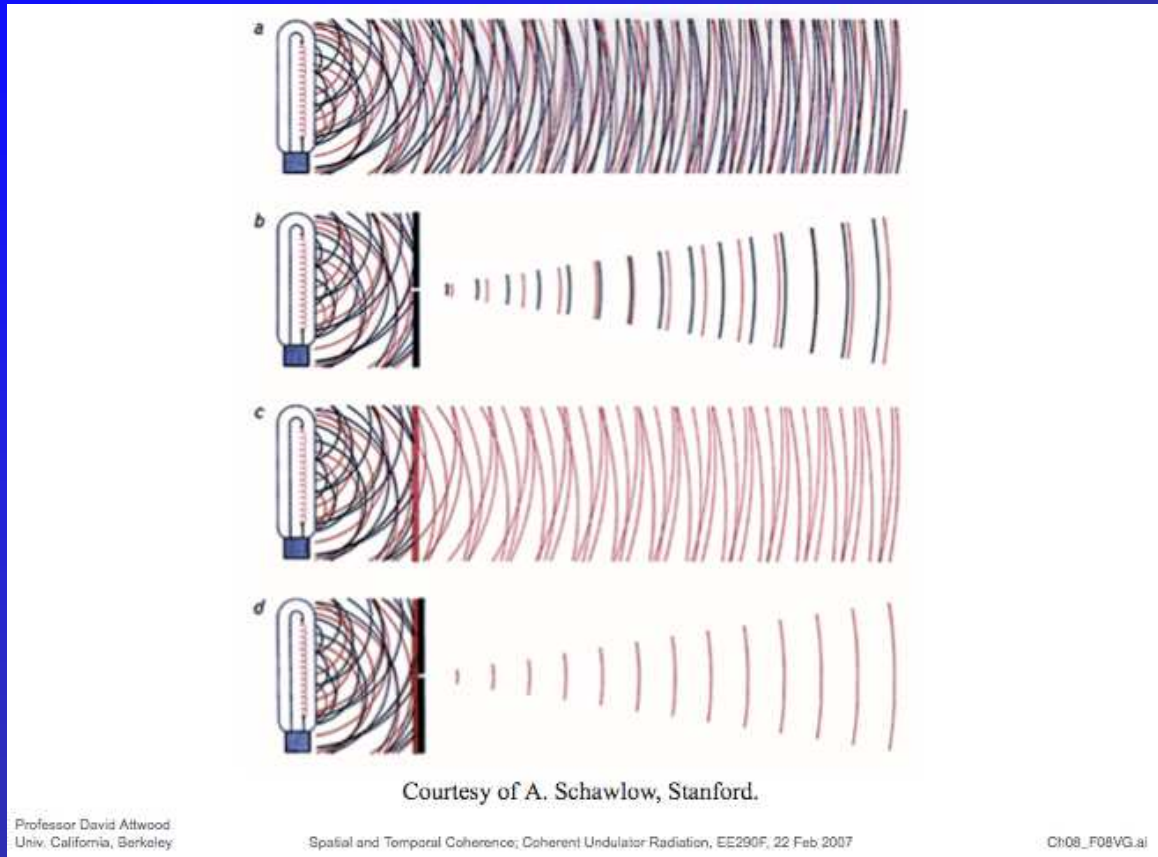 a
b
c
d
Courtesy of A. Schawlow, Stanford.
Professor David Attwood
Univ. California, Berkeley
Spatial and Temporal Coherence; Coherent Undulator Radiation, EE290F, 22 Feb 2007
Ch08_F08VG.ai